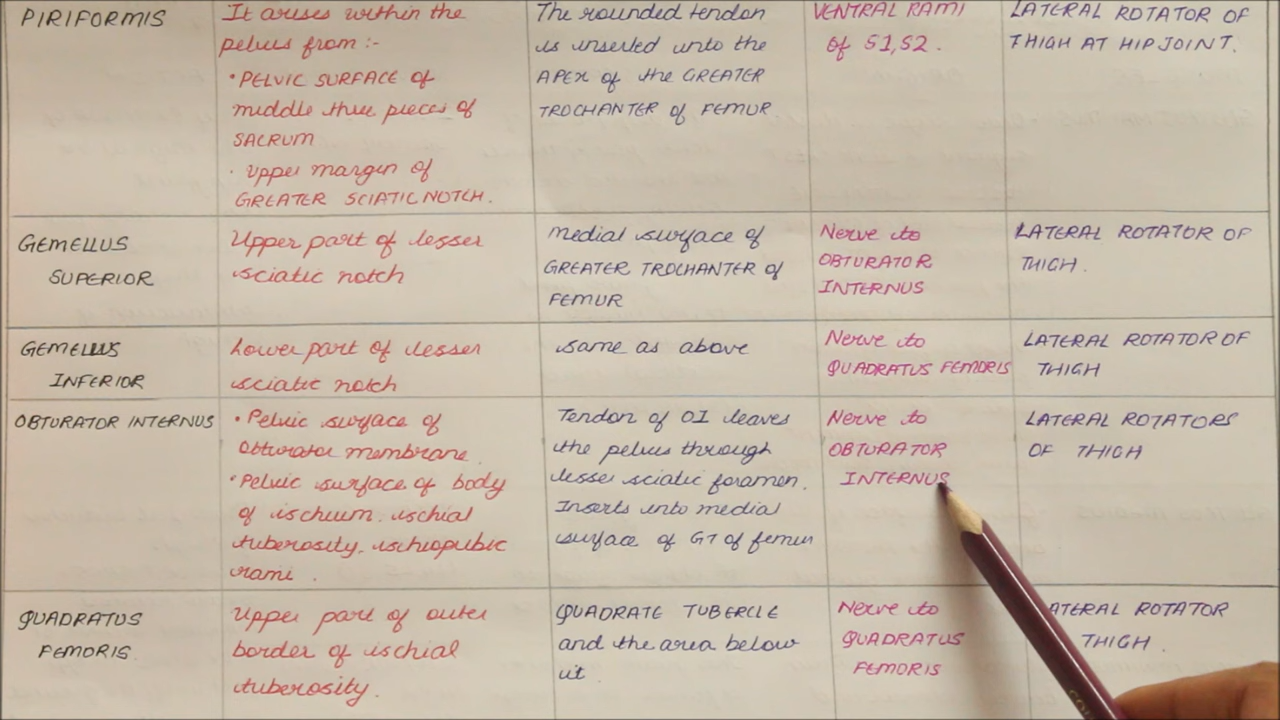 PIRIFORMIS
It arises within the
pelvis from:-
• PELVIC SURFACE of
middle three pieces of
SACRUM
· Upper margin of
GREATER SCIATIC NOTCH.
The rounded tendon
is inserted into the
APEX of the GREATER
TROCHANTER of FEMUR
VENTRAL RAMI
of S1,S2.
LATERAL ROTATOR OF
THIGH AT HIP JOINT.
GEMELLUS
SUPERIOR
Upper part of lesser
sciatic notch
medial surface of
GREATER TROCHANTER of
FEMUR
Nerve to
OBTURATOR
INTERNUS
LATERAL ROTATOR OF
THIGH.
GEMELLUS
INFERIOR
Lower part of lesser
sciatic notch
same as above
Nerve to
QUADRATUS FEMORIS
LATERAL ROTATOR OF
THIGH
OBTURATOR INTERNUS
• Pelvic surface of
Obturator membrane.
• Pelvic surface of body
of ischium. ischial
tuberosity. ischiopubic
rami.
Tendon of OI leaves
the pelvis through
lesser sciatic foramen.
Inserts into medial
surface of GT of femur
Nerve to
OBTURATOR
INTERNUS
LATERAL ROTATORS
OF THIGH
QUADRATUS
FEMORIS.
Upper part of outer
border of ischial
tuberosity.
QUADRATE TUBERCLE
and the area below
it.
Nerve to
QUADRATUS
FEMORIS
ATERAL ROTATOR
THIGH.